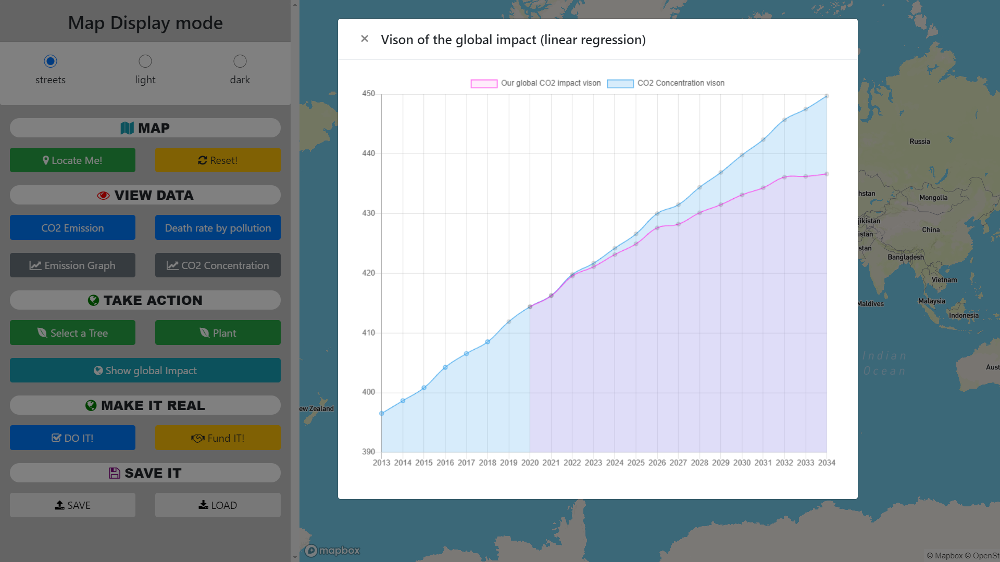 Map Display mode
streets light dark
MAP
Locate Me! Reset!
VIEW DATA
CO2 Emission Death rate by pollution
Emission Graph CO2 Concentration
TAKE ACTION
Select a Tree Plant
Show global Impact
MAKE IT REAL
DO IT! Fund IT!
SAVE IT
SAVE LOAD
× Vison of the global impact (linear regression)
Our global CO2 impact vison CO2 Concentration vison
450
440
430
420
410
400
390
2013 2014 2015 2016 2017 2018 2019 2020 2021 2022 2023 2024 2025 2026 2027 2028 2029 2030 2031 2032 2033 2034
Russia
hstan
Mongolia
jikistan
China
istan
stan
Bangladesh
Vietnam
Maldives
Malaysia
Indonesia
Indian
Ocean
Aust
ew Zealand
mapbox
© Mapbox © OpenSt